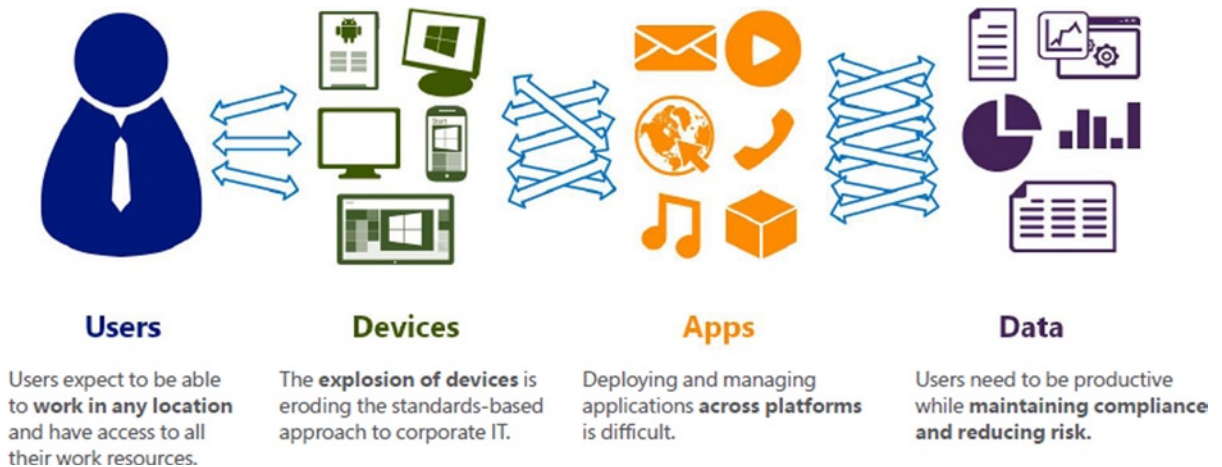 Start
Users
Devices
Apps
Data
Users expect to be able
to work in any location
and have access to all
their work resources.
The explosion of devices is
eroding the standards-based
approach to corporate IT.
Deploying and managing
applications across platforms
is difficult.
Users need to be productive
while maintaining compliance
and reducing risk.